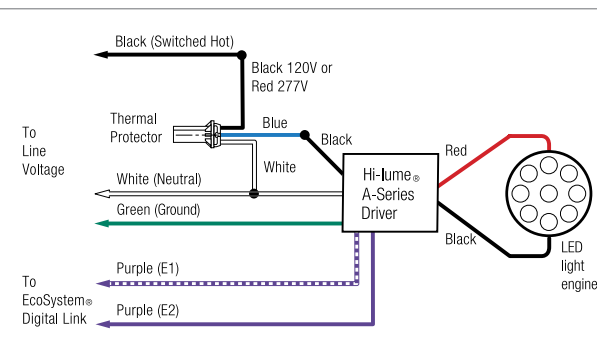 Black (Switched Hot)
Black 120V or
Red 277V
Thermal
Protector
Blue
Black
To
Line
Voltage
White
White (Neutral)
Green (Ground)
Hi-lume®
A-Series
Driver
Red
Black
LED
light
engine
Purple (E1)
To
EcoSystem®
Digital Link
Purple (E2)